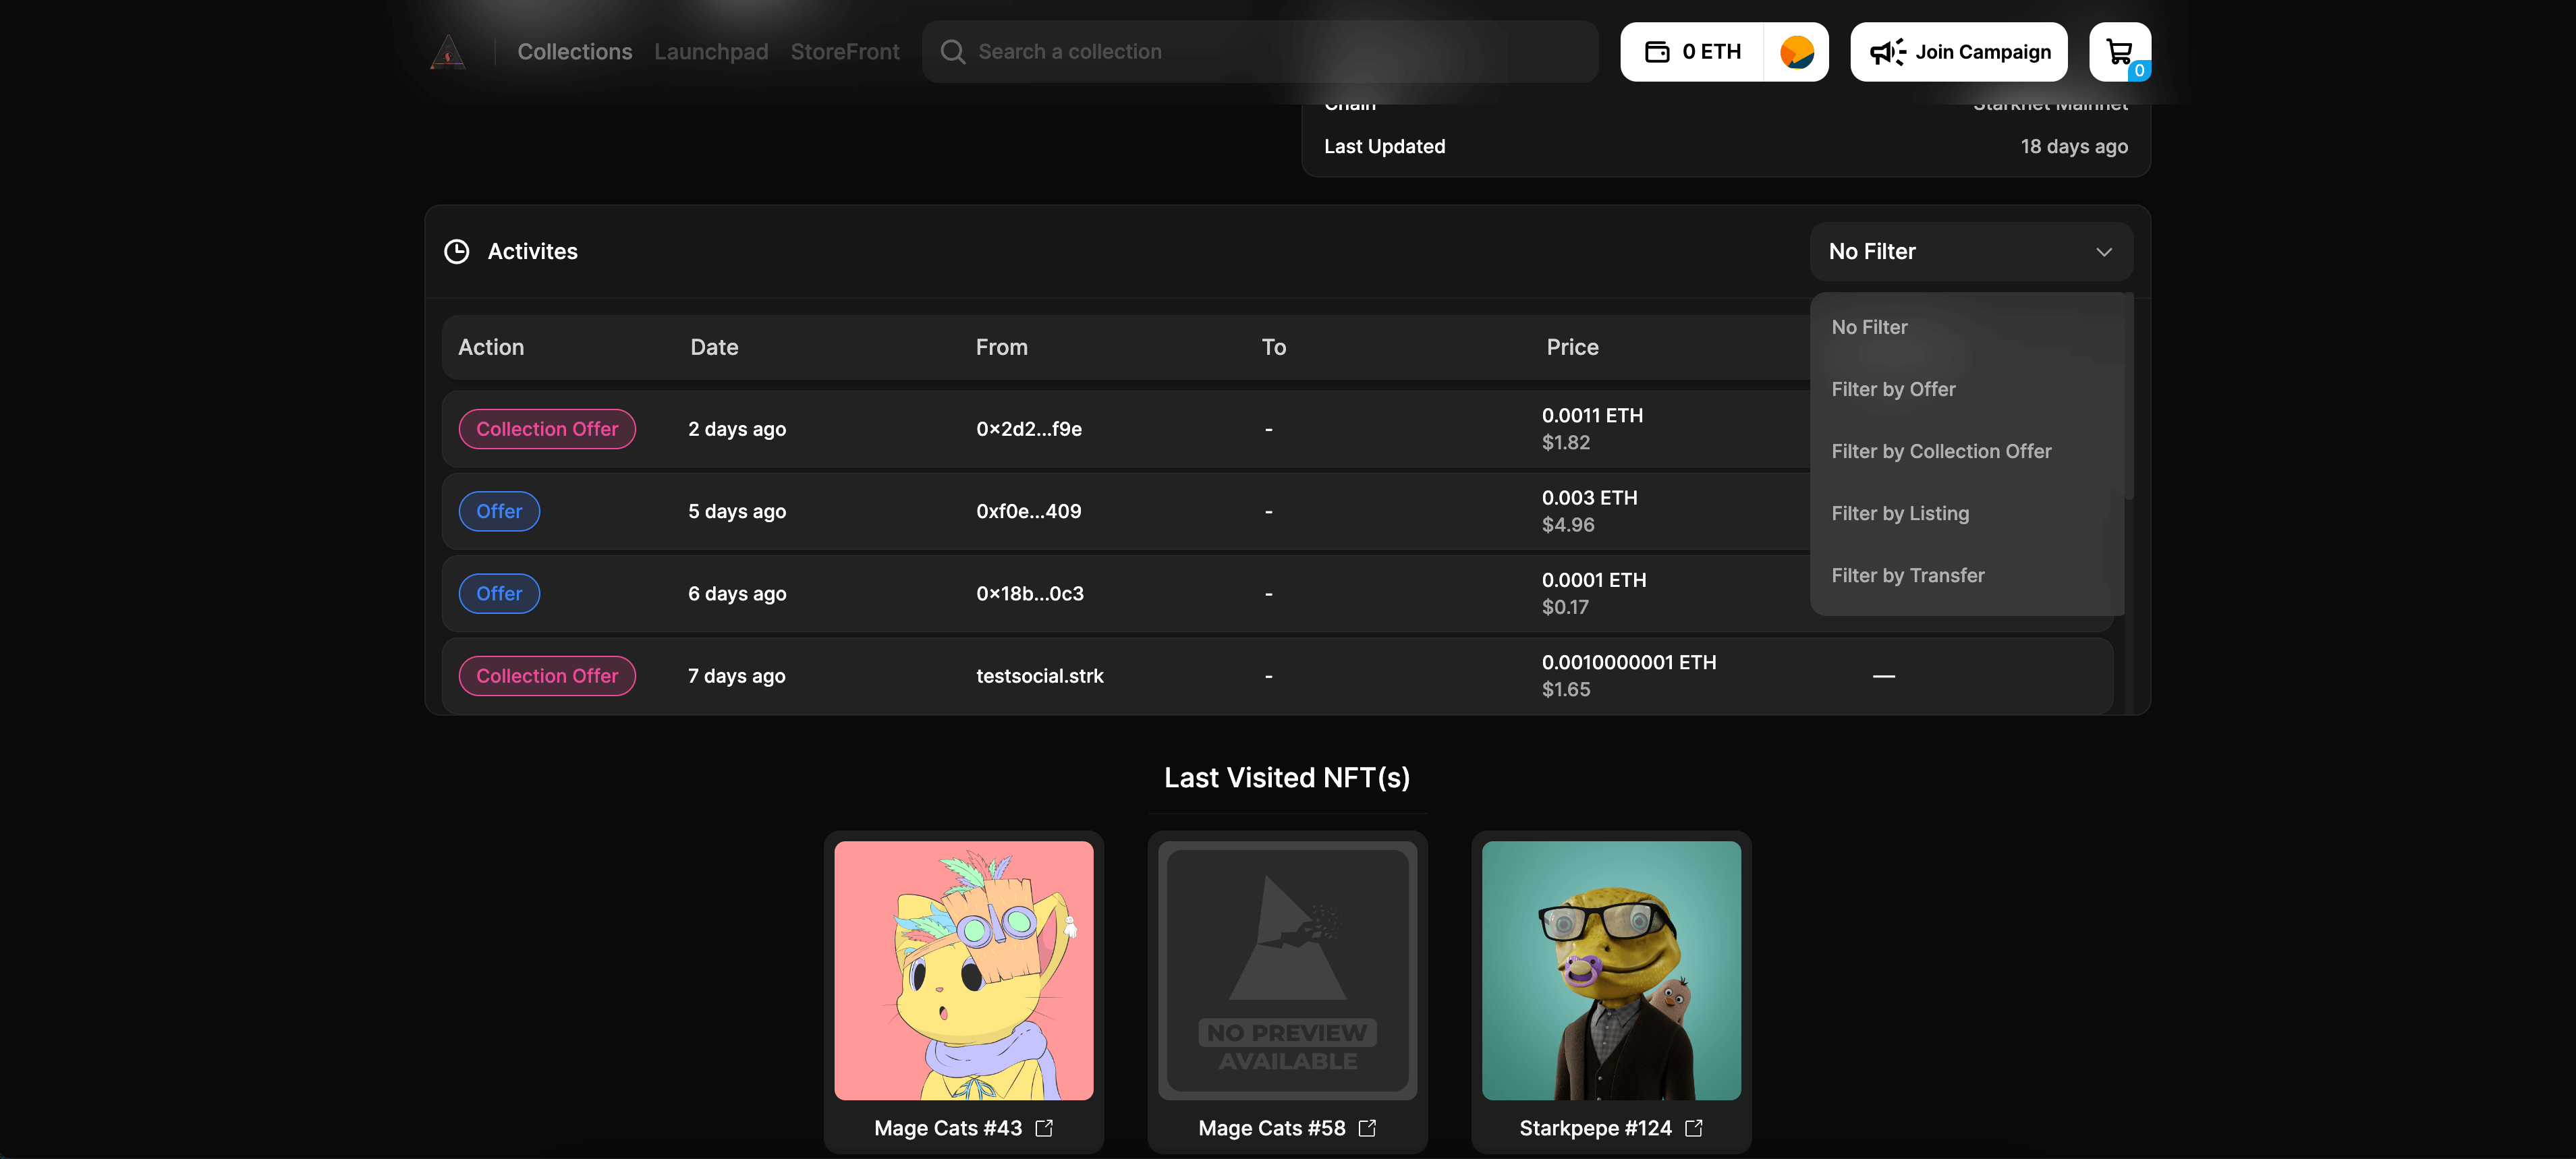 Collections Launchpad StoreFront Search a collection 0 ETH Join Campaign 0
Chain Starknet Mainnet
Last Updated 18 days ago
Activites No Filter
Action Date From To Price
No Filter
Filter by Offer
Filter by Collection Offer
Filter by Listing
Filter by Transfer
Collection Offer 2 days ago 0x2d2...f9e - 0.0011 ETH
$1.82
Offer 5 days ago 0xf0e...409 - 0.003 ETH
$4.96
Offer 6 days ago 0x18b...0c3 - 0.0001 ETH
$0.17
Collection Offer 7 days ago testsocial.strk - 0.0010000001 ETH —
$1.65
Last Visited NFT(s)
NO PREVIEW
AVAILABLE
Mage Cats #43 Mage Cats #58 Starkpepe #124